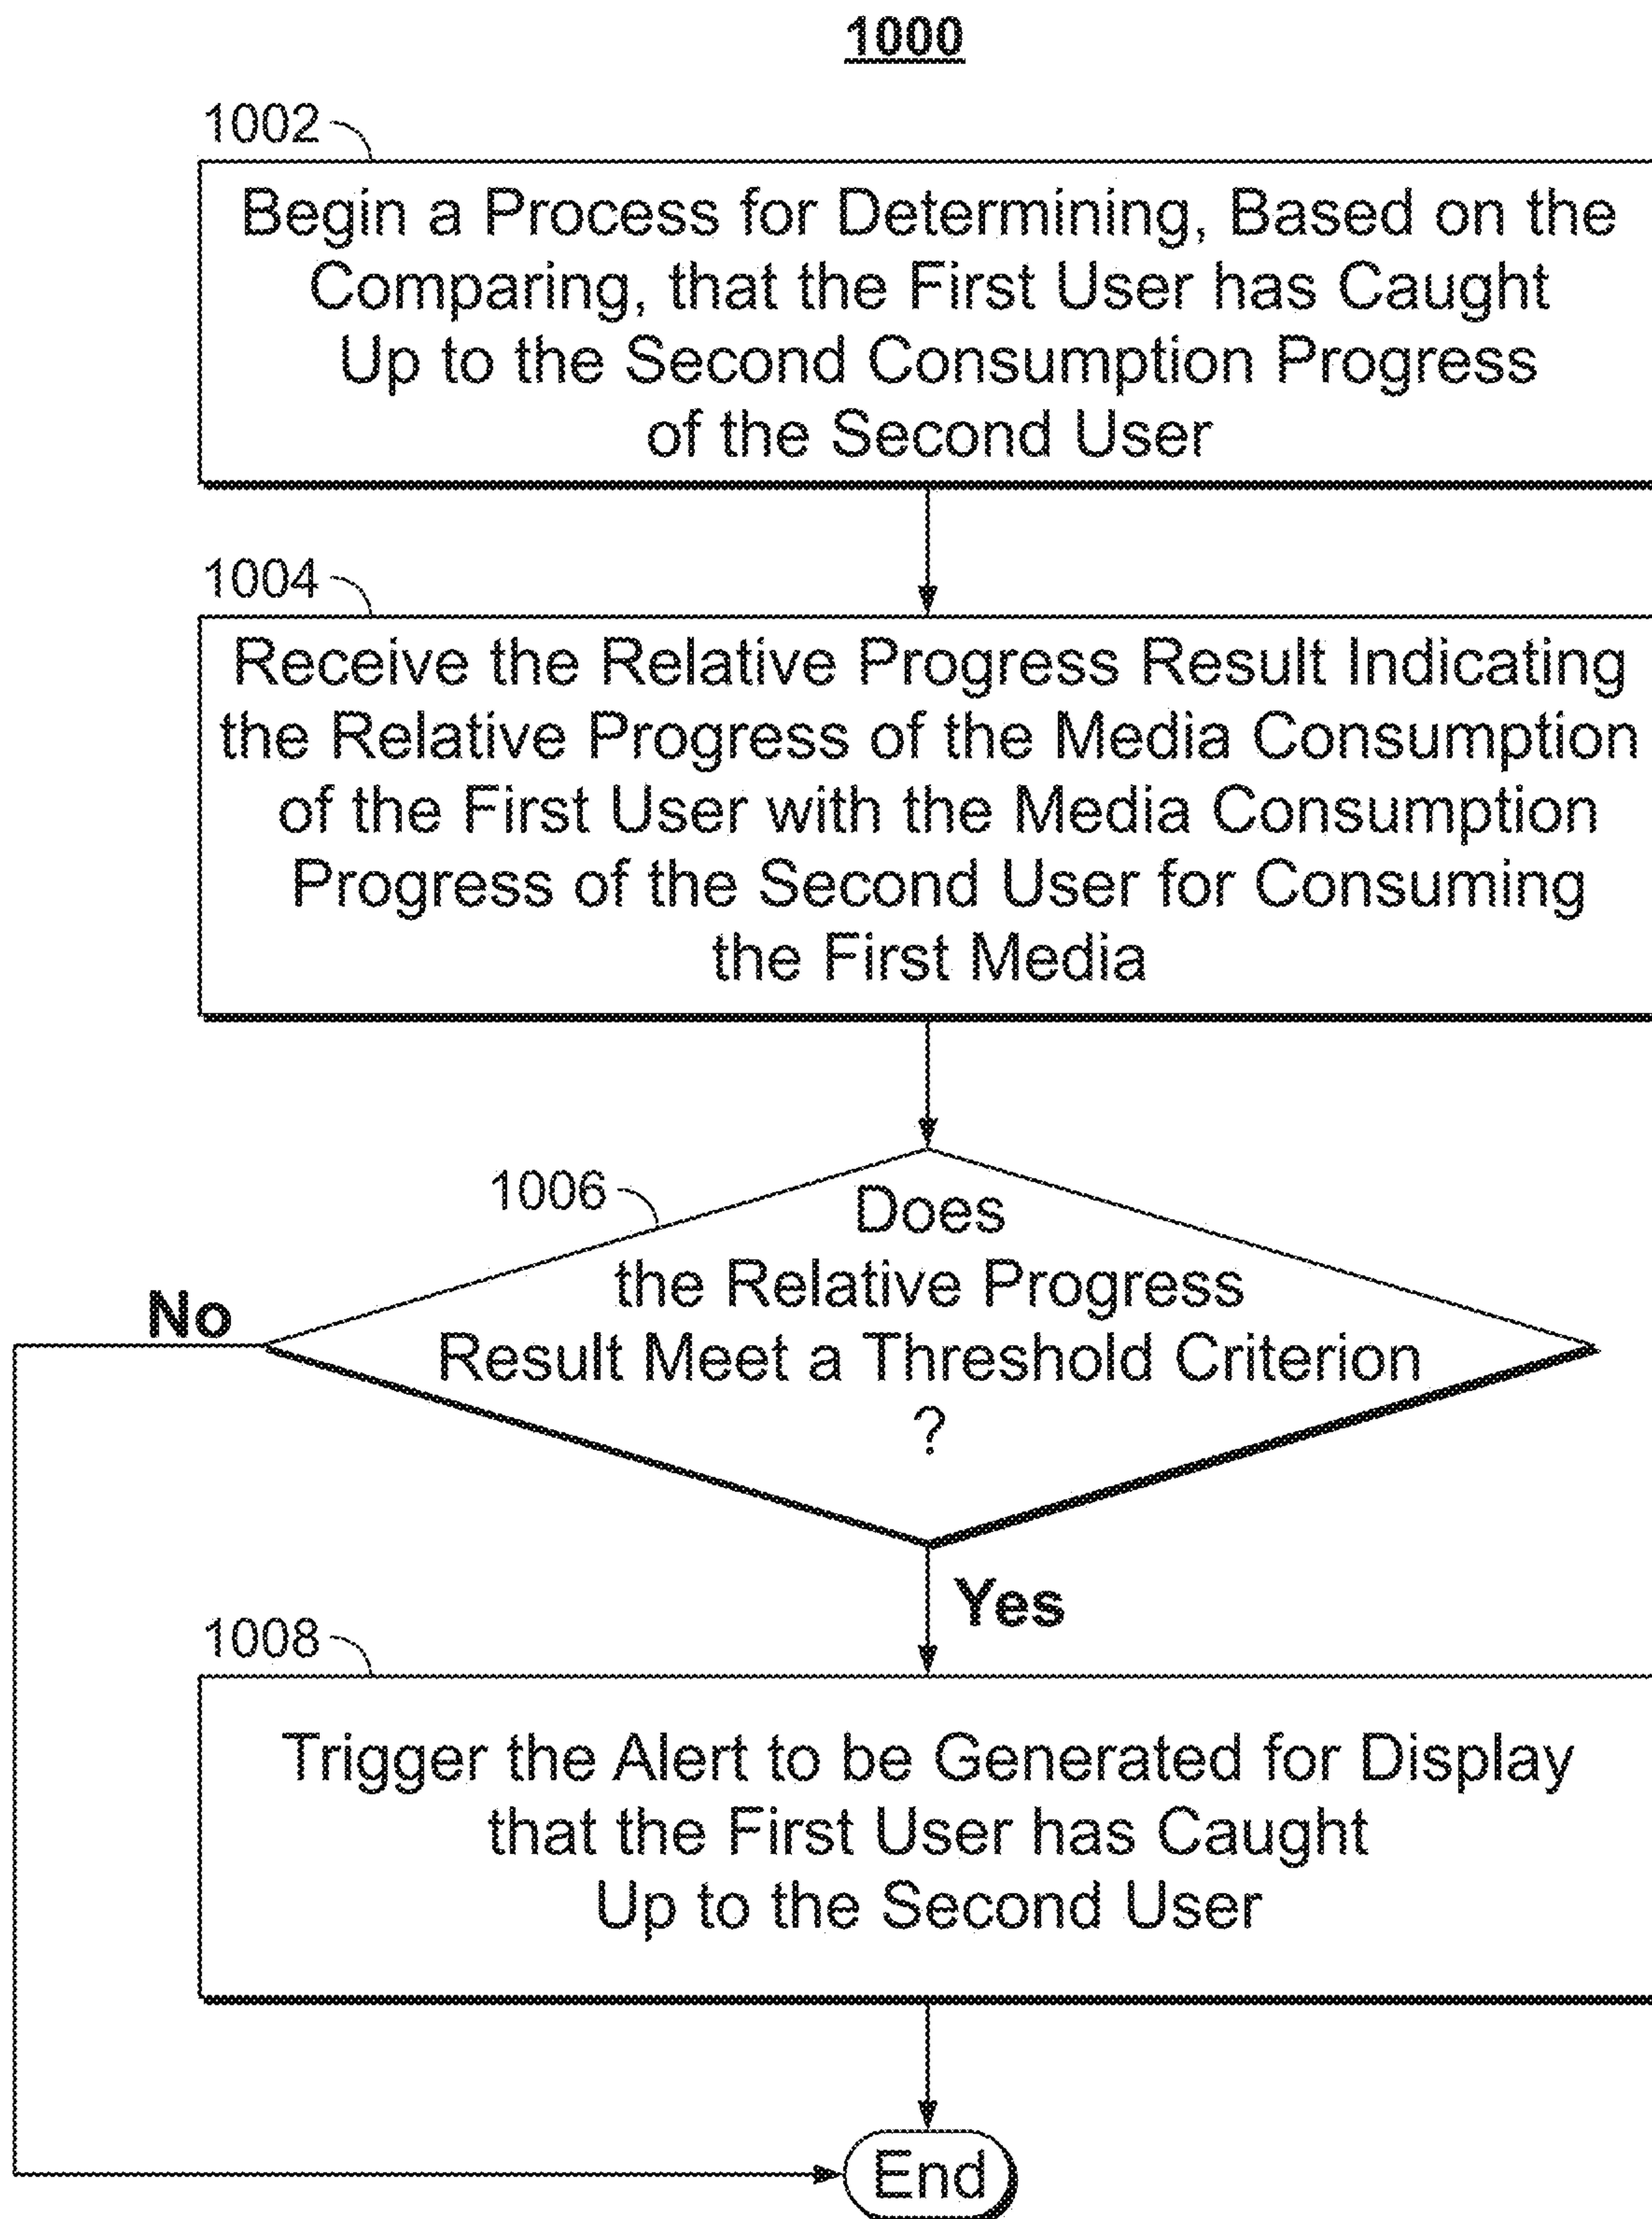 1000
1002
Begin a Process for Determining, Based on the
Comparing, that the First User has Caught
Up to the Second Consumption Progress
of the Second User
1004
Receive the Relative Progress Result Indicating
the Relative Progress of the Media Consumption
of the First User with the Media Consumption
Progress of the Second User for Consuming
the First Media
1006
Does
the Relative Progress
Result Meet a Threshold Criterion
?
No
Yes
1008
Trigger the Alert to be Generated for Display
that the First User has Caught
Up to the Second User
End